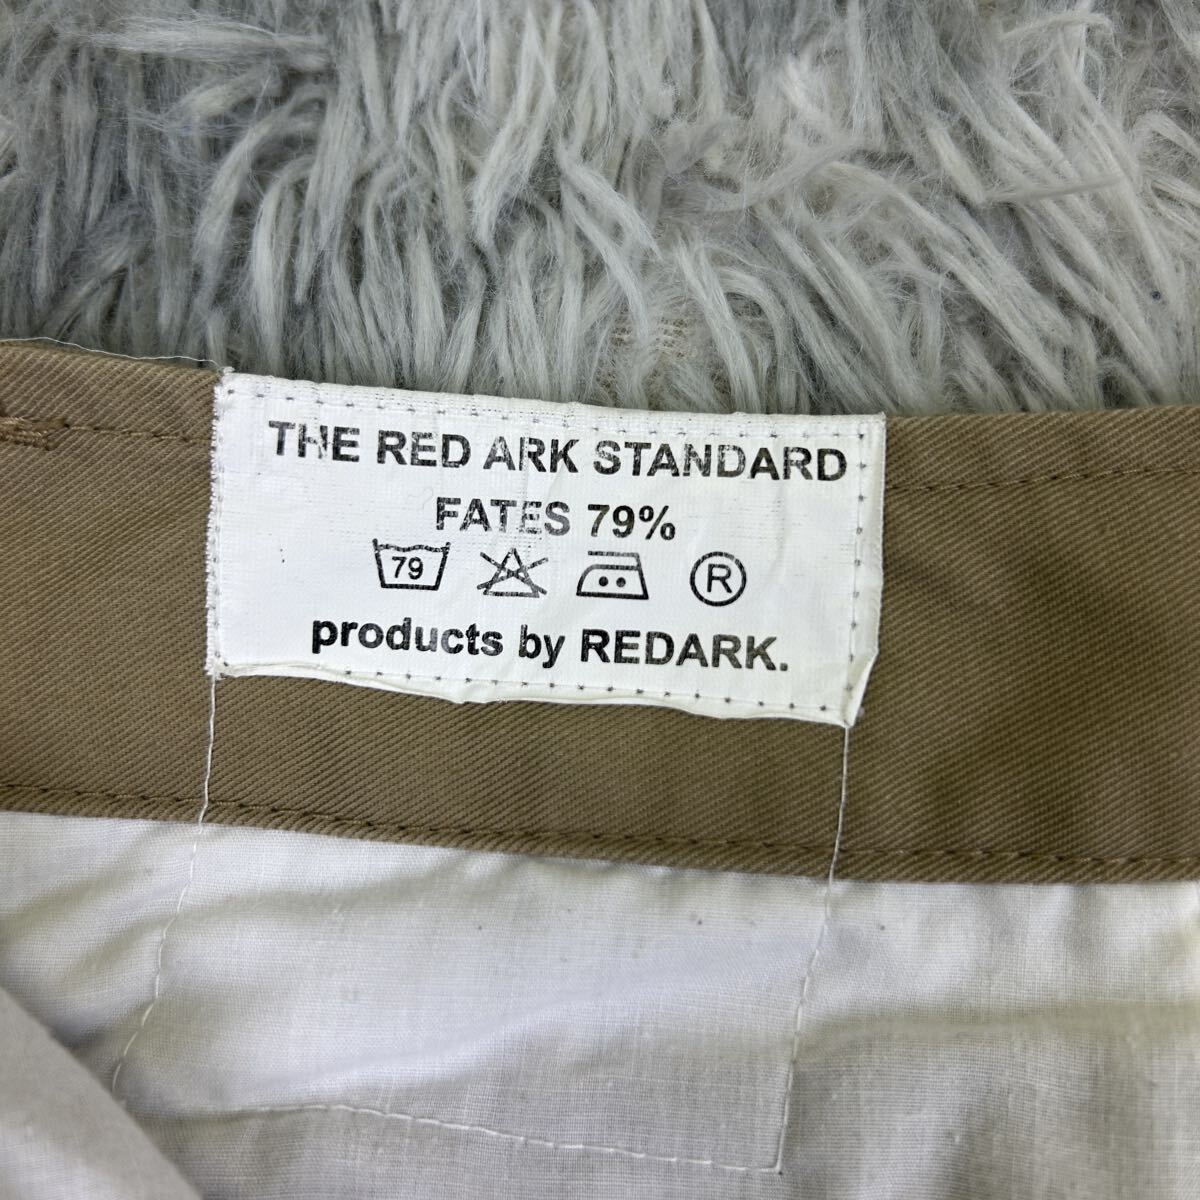 THE RED ARK STANDARD
FATES 79%
79 ®
products by REDARK.